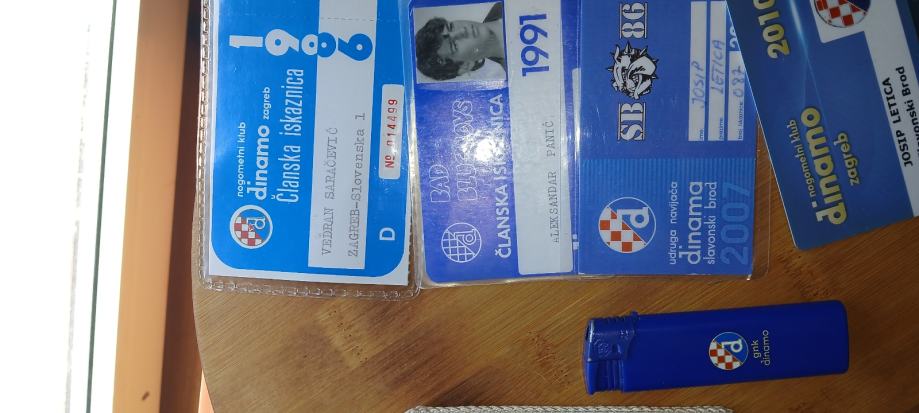 1986
nogometni klub
dinamo zagreb
Članska iskaznica
VEDRAN SARAČEVIĆ
ZAGREB-Slovenska 1
D
Nº 014499
1991
BAD
BLUE BOYS
ČLANSKA ISKAZNICA
ALEKSANDAR PANIĆ
SB 86
JOSIP
LETICA
087
udruga navijača
dinama
slavonski brod
2007
2010
nogometni klub
dinamo
zagreb
JOSIP LETICA
Brod
gnk
dinamo